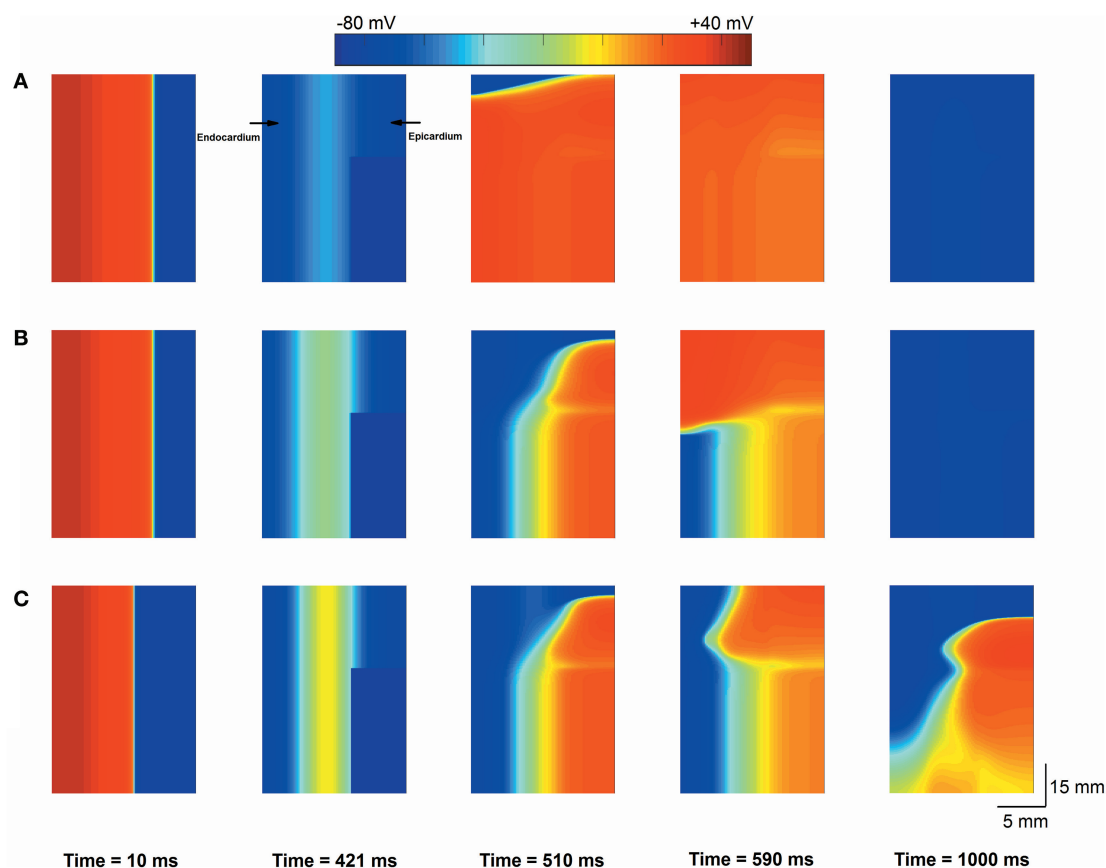 -80 mV +40 mV
A
Endocardium Epicardium
B
C
15 mm
5 mm
Time = 10 ms Time = 421 ms Time = 510 ms Time = 590 ms Time = 1000 ms